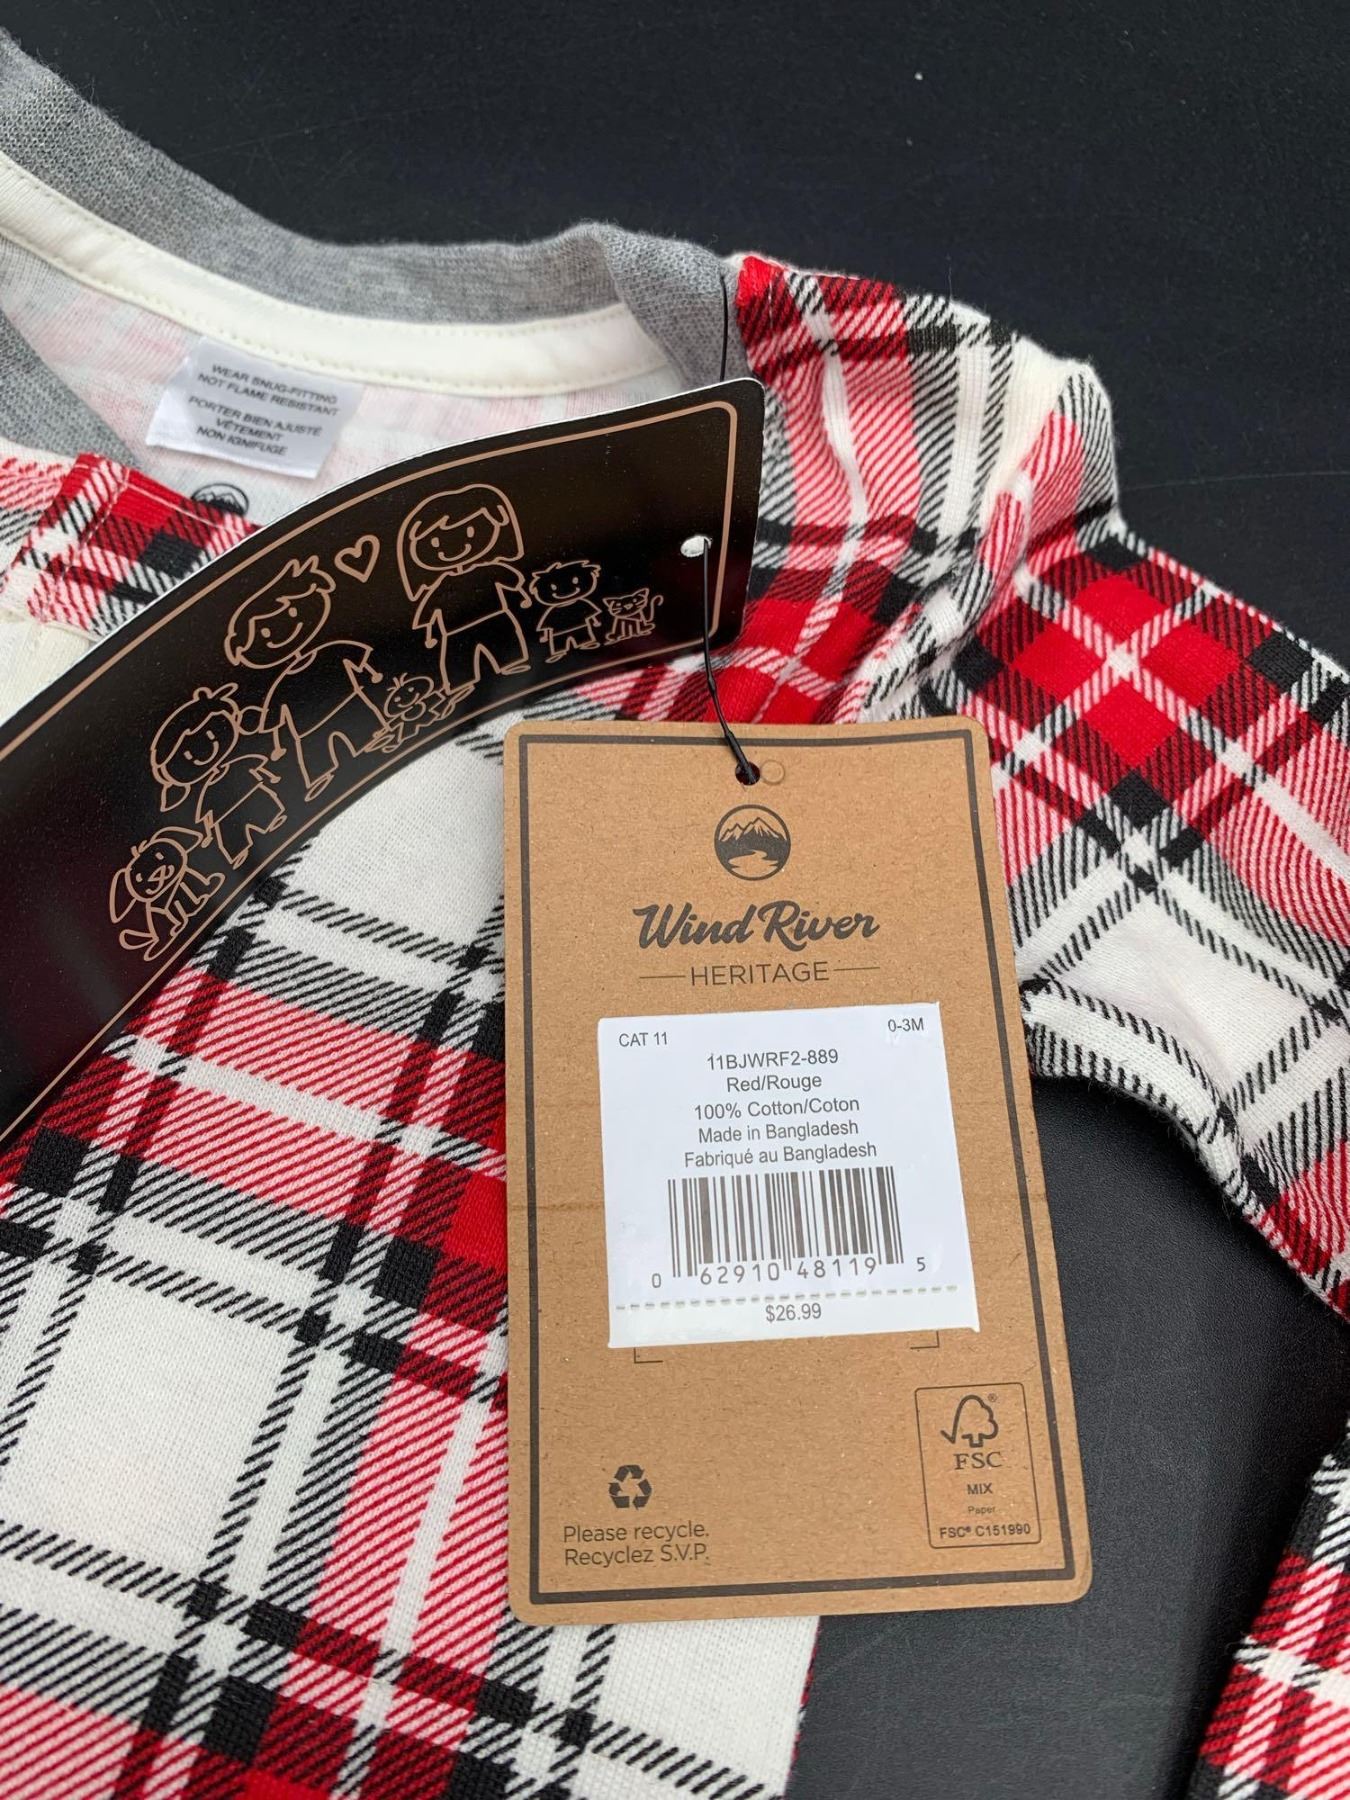 WEAR SNUG-FITTING
NOT FLAME RESISTANT
PORTER BIEN AJUSTÉ
VÊTEMENT
NON IGNIFUGE
Wind River
HERITAGE
CAT 11
0-3M
11BJWRF2-889
Red/Rouge
100% Cotton/Coton
Made in Bangladesh
Fabriqué au Bangladesh
0 62910 48119 5
$26.99
Please recycle.
Recyclez S.V.P.
®
FSC
MIX
Paper
FSC® C151990